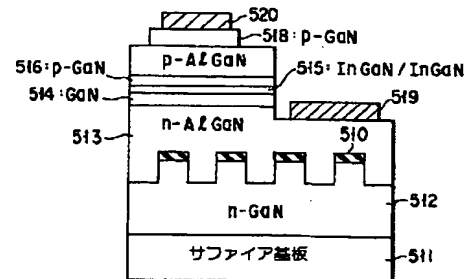 520
518:p-GaN
p-AlGaN
516:p-GaN
515:InGaN/InGaN
514:GaN
519
n-AlGaN
510
513
512
n-GaN
サファイア基板
511